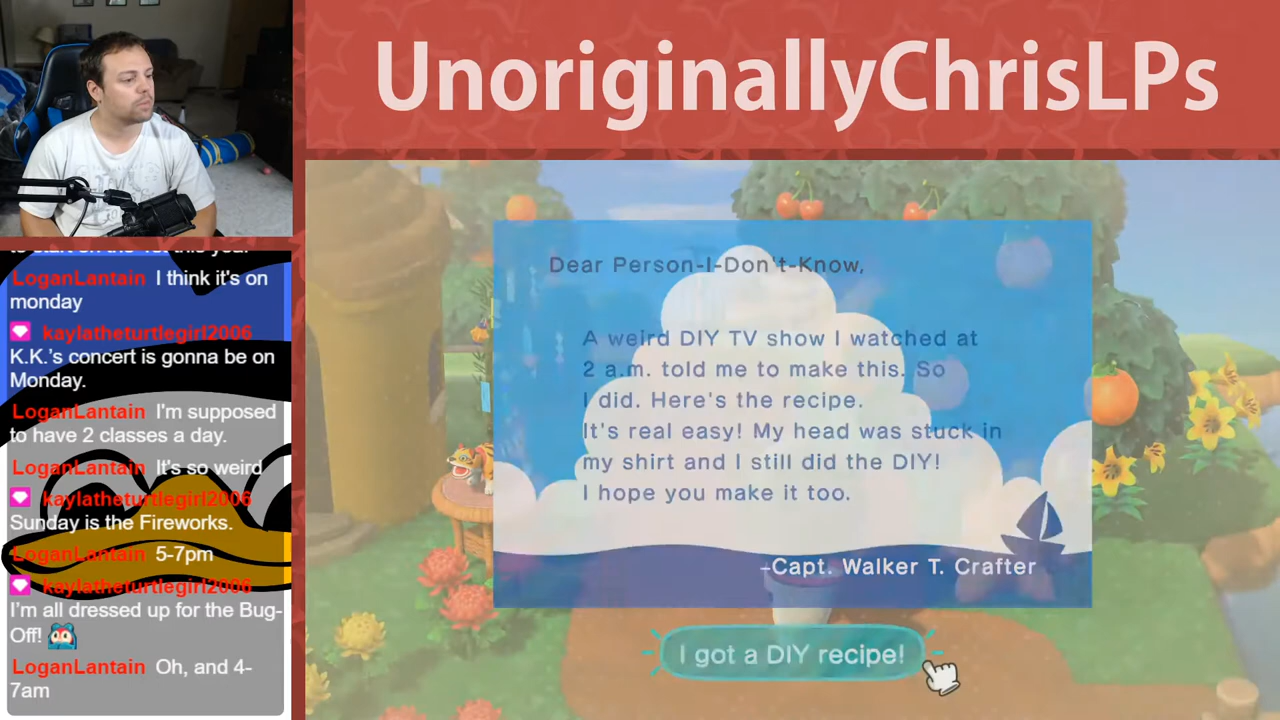 UnoriginallyChrisLPs
LoganLantain I think it's on
monday
kaylatheturtlegirl2006
K.K.'s concert is gonna be on
Monday.
LoganLantain I'm supposed
to have 2 classes a day.
LoganLantain It's so weird
kaylatheturtlegirl2006
Sunday is the Fireworks.
LoganLantain 5-7pm
kaylatheturtlegirl2006
I'm all dressed up for the Bug-
Off!
LoganLantain Oh, and 4-
7am
Dear Person-I-Don't-Know,
A weird DIY TV show I watched at
2 a.m. told me to make this. So
I did. Here's the recipe.
It's real easy! My head was stuck in
my shirt and I still did the DIY!
I hope you make it too.
-Capt. Walker T. Crafter
I got a DIY recipe!